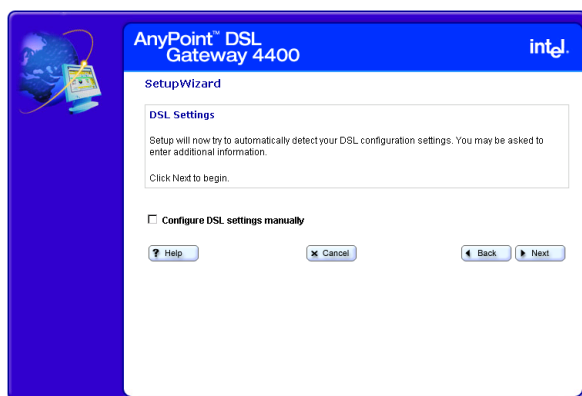 AnyPoint™ DSL
Gateway 4400
intel.
SetupWizard
DSL Settings
Setup will now try to automatically detect your DSL configuration settings. You may be asked to
enter additional information.
Click Next to begin.
Configure DSL settings manually
? Help
Cancel
Back
Next